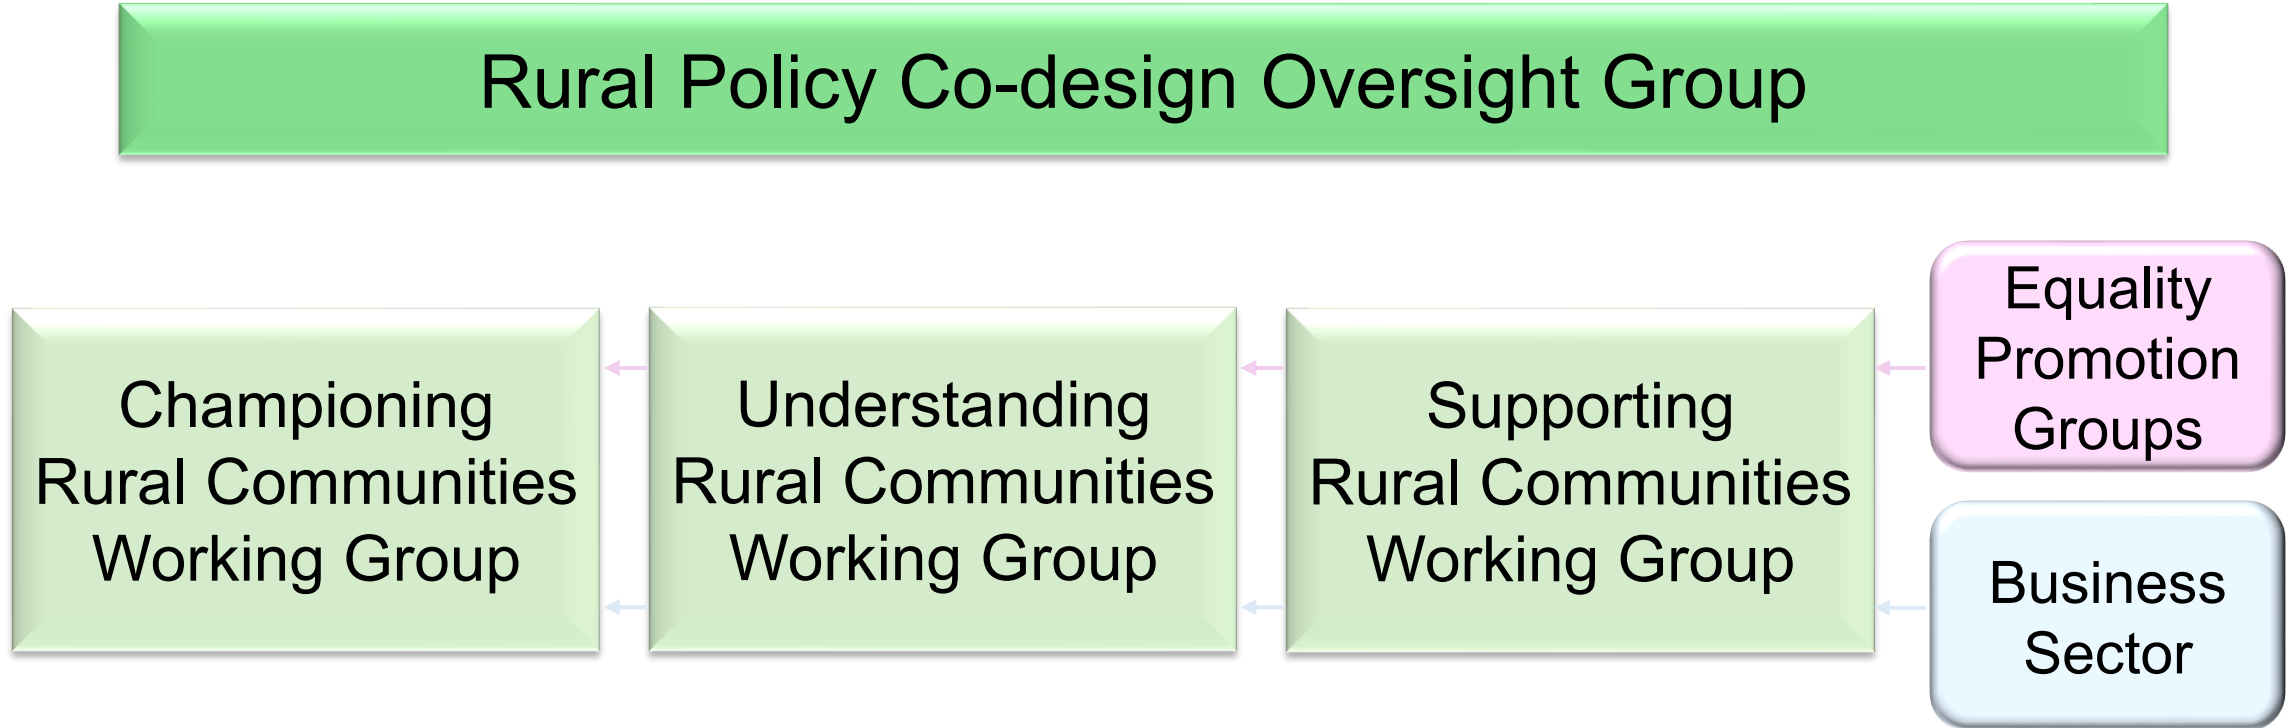 Rural Policy Co-design Oversight Group
Championing
Rural Communities
Working Group
Understanding
Rural Communities
Working Group
Supporting
Rural Communities
Working Group
Equality
Promotion
Groups
Business
Sector